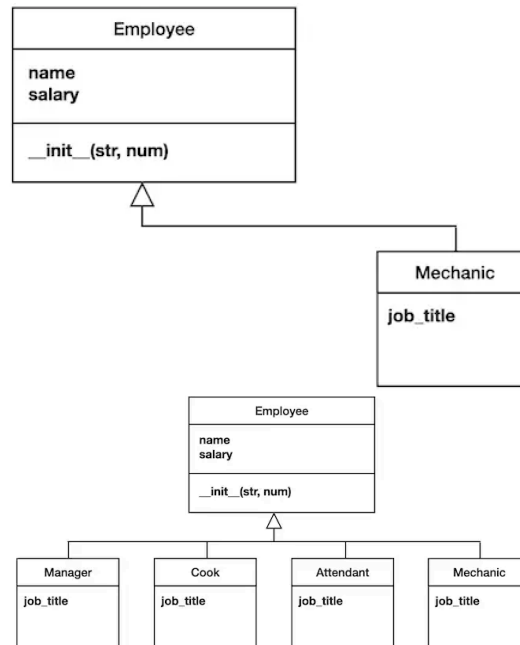 Employee
name
salary
__init__(str, num)
Mechanic
job_title
Employee
name
salary
__init__(str, num)
Manager
Cook
Attendant
Mechanic
job_title
job_title
job_title
job_title